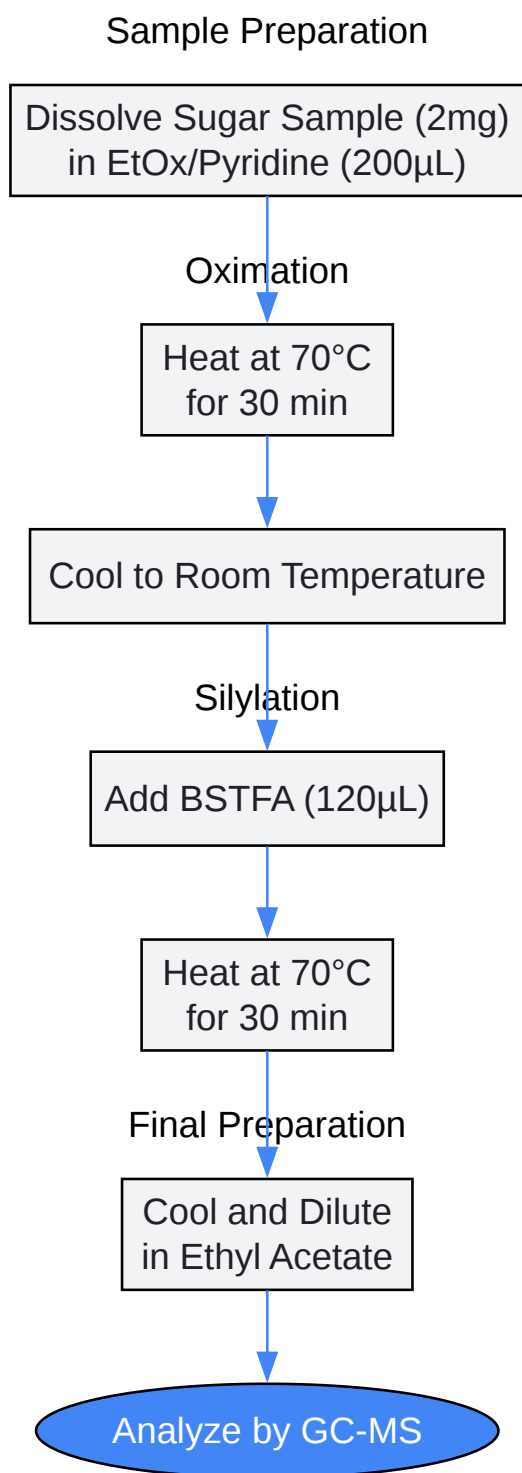 Sample Preparation
Dissolve Sugar Sample (2mg)
in EtOx/Pyridine (200µL)
Oximation
Heat at 70°C
for 30 min
Cool to Room Temperature
Silylation
Add BSTFA (120µL)
Heat at 70°C
for 30 min
Final Preparation
Cool and Dilute
in Ethyl Acetate
Analyze by GC-MS